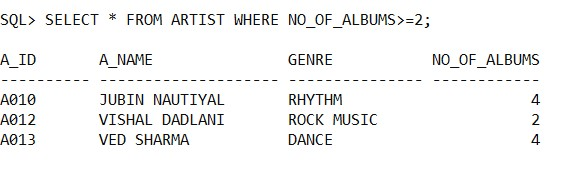 SQL> SELECT * FROM ARTIST WHERE NO_OF_ALBUMS>=2;
A_ID       A_NAME               GENRE           NO_OF_ALBUMS
---------- -------------------- --------------- ------------
A010       JUBIN NAUTIYAL       RHYTHM                     4
A012       VISHAL DADLANI       ROCK MUSIC                 2
A013       VED SHARMA           DANCE                      4